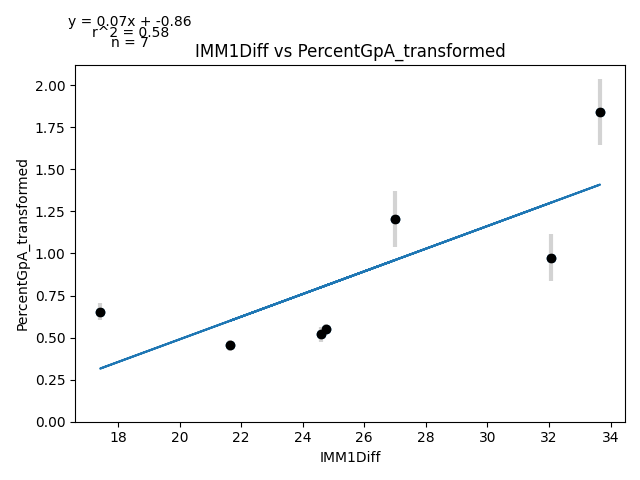 y = 0.07x + -0.86
r^2 = 0.58
n = 7
IMM1Diff vs PercentGpA_transformed
PercentGpA_transformed
2.00
1.75
1.50
1.25
1.00
0.75
0.50
0.25
0.00
18 20 22 24 26 28 30 32 34
IMM1Diff